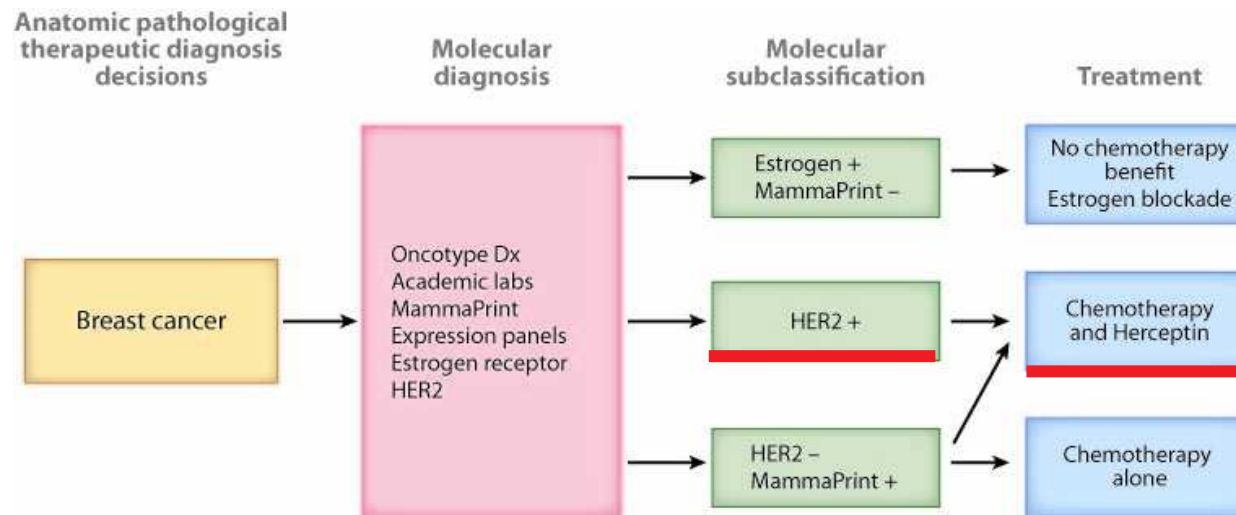 Anatomic pathological
therapeutic diagnosis
decisions
Molecular
diagnosis
Molecular
subclassification
Treatment
Breast cancer
Oncotype Dx
Academic labs
MammaPrint
Expression panels
Estrogen receptor
HER2
Estrogen +
MammaPrint –
HER2 +
HER2 –
MammaPrint +
No chemotherapy
benefit
Estrogen blockade
Chemotherapy
and Herceptin
Chemotherapy
alone